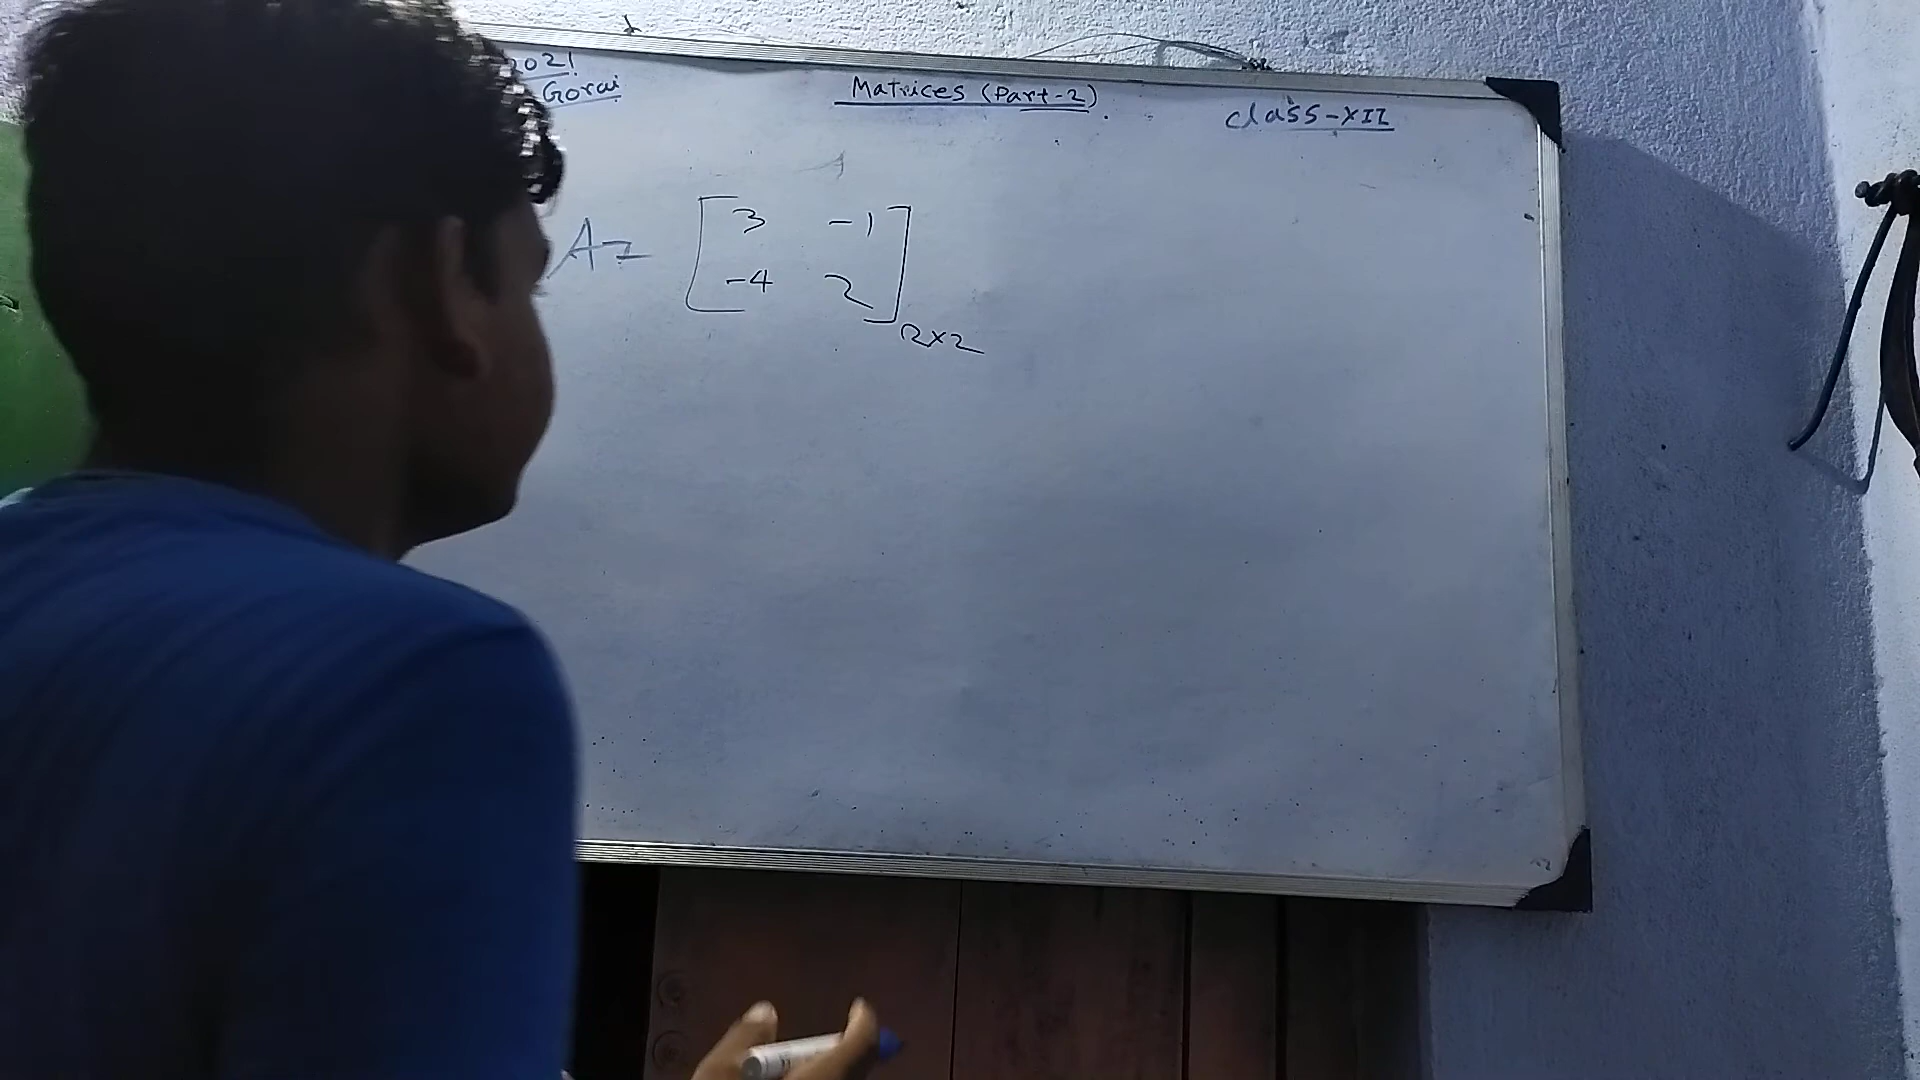 2021
Gorai
Matrices (Part-2).
class-XII
A = [ 3 -1
-4 2 ] 2×2